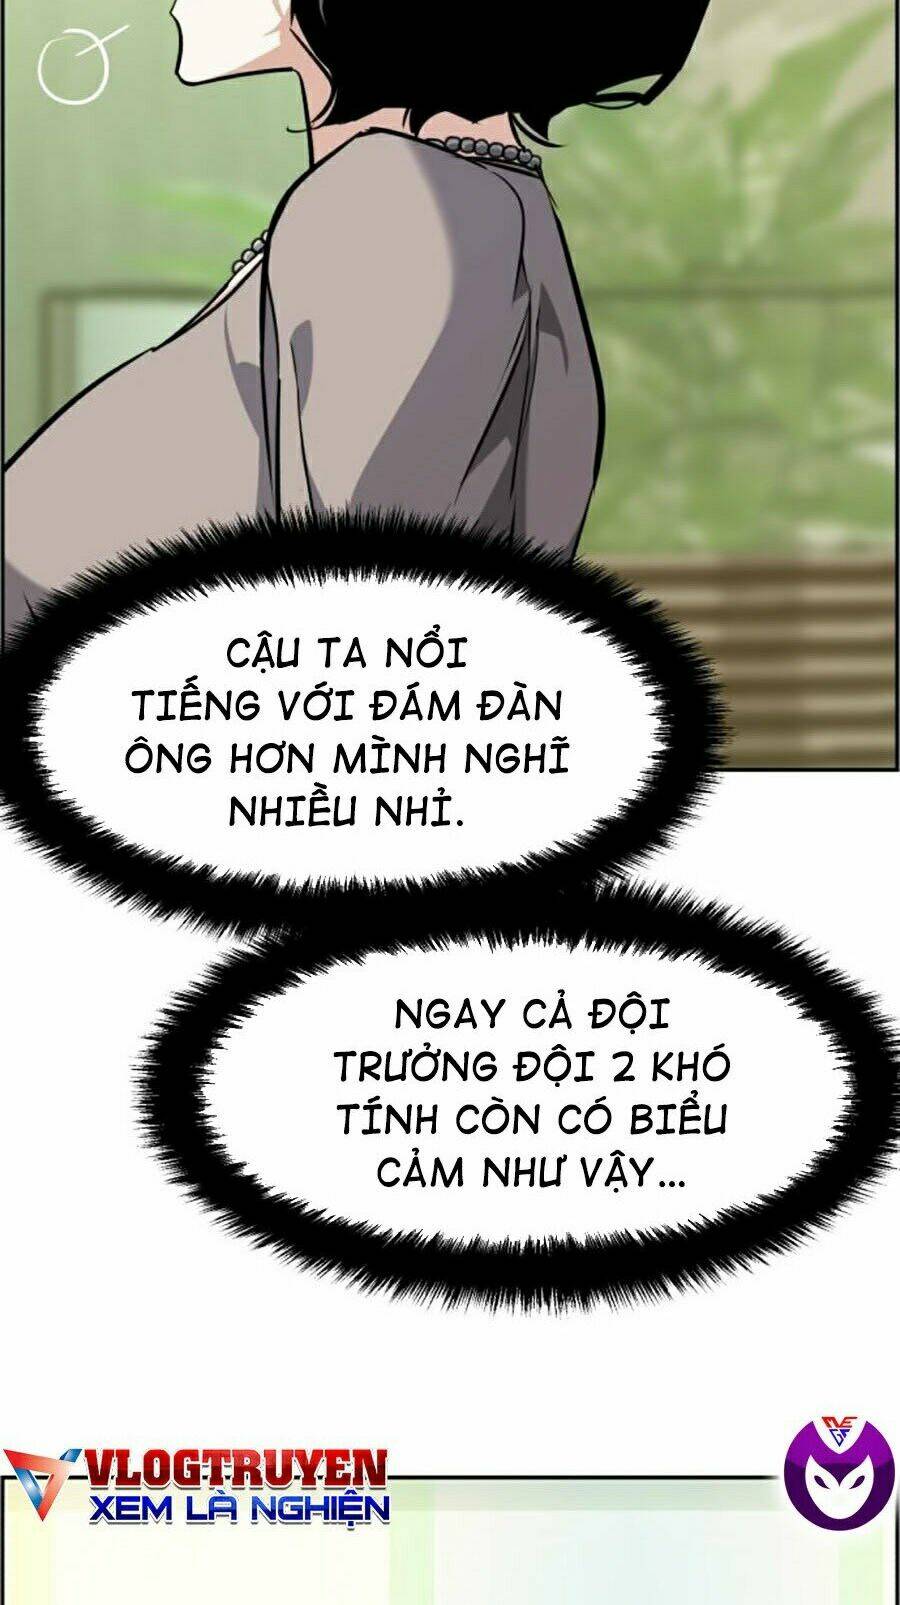 CẬU TA NỔI
TIẾNG VỚI ĐÁM ĐÀN
ÔNG HƠN MÌNH NGHĨ
NHIỀU NHỈ.
NGAY CẢ ĐỘI
TRƯỞNG ĐỘI 2 KHÓ
TÍNH CÒN CÓ BIỂU
CẢM NHƯ VẬY...
VLOGTRUYEN
XEM LÀ NGHIỆN